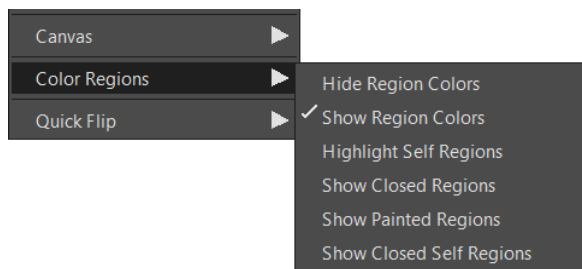 Canvas
Color Regions
Quick Flip
Hide Region Colors
Show Region Colors
Highlight Self Regions
Show Closed Regions
Show Painted Regions
Show Closed Self Regions